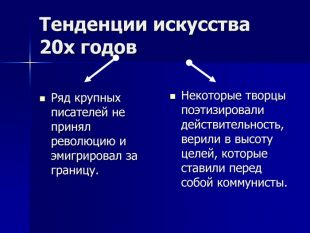 Тенденции искусства
20х годов
Ряд крупных
писателей не
принял
революцию и
эмигрировал за
границу.
Некоторые творцы
поэтизировали
действительность,
верили в высоту
целей, которые
ставили перед
собой коммунисты.